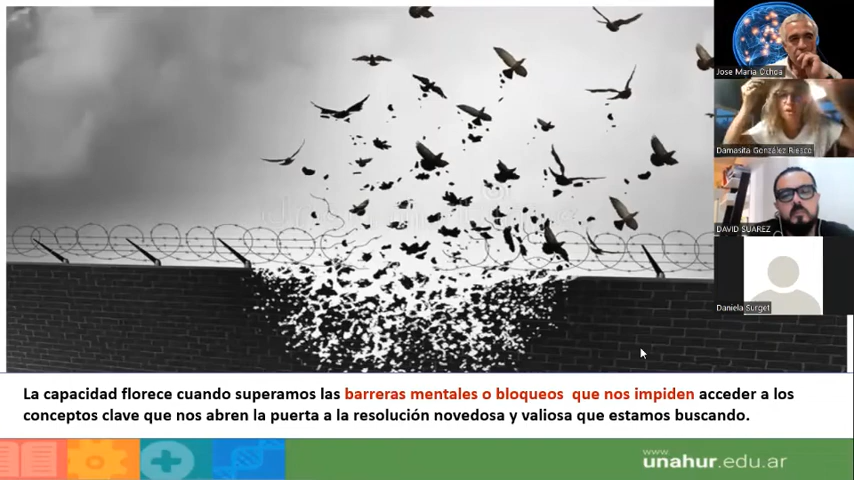 Jose Maria Ochoa
Damasita González Riesco
DAVID SUAREZ
Daniela Surget
La capacidad florece cuando superamos las barreras mentales o bloqueos que nos impiden acceder a los
conceptos clave que nos abren la puerta a la resolución novedosa y valiosa que estamos buscando.
www.
unahur.edu.ar